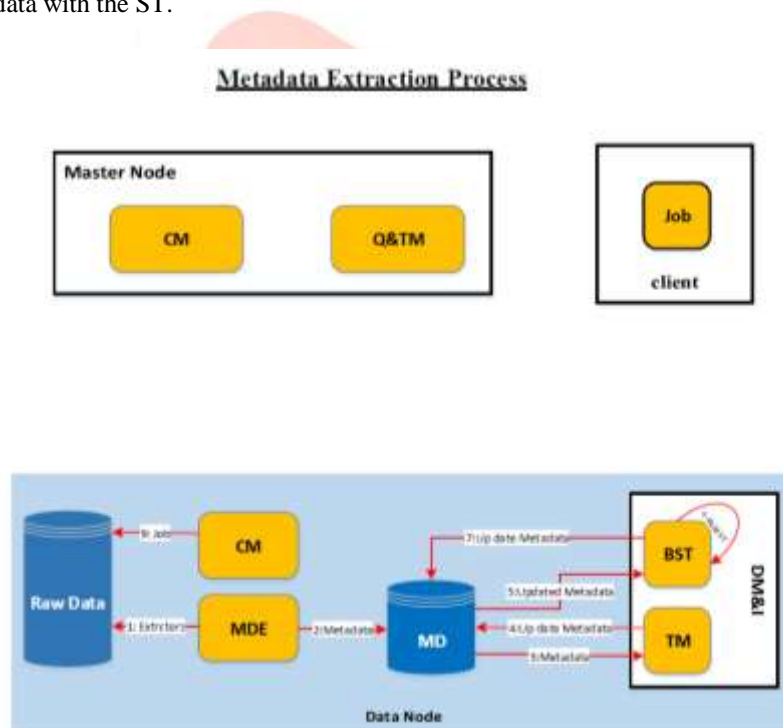 data with the ST.
Metadata Extraction Process
Master Node
CM
Q&TM
Job
client
CM
MDE
Raw Data
MD
BST
TM
DM&I
7:Up date Metadata
5:Updated Metadata
4:Up date Metadata
3:Metadata
2:Metadata
Data Node